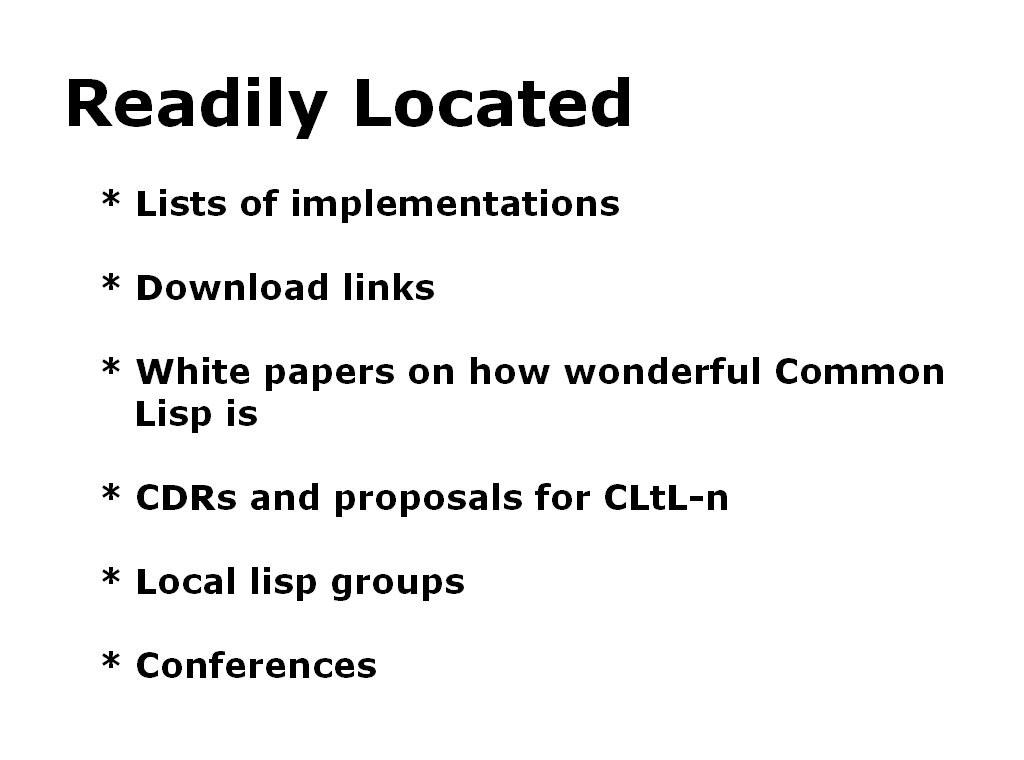 Readily Located
* Lists of implementations
* Download links
* White papers on how wonderful Common
Lisp is
* CDRs and proposals for CLtL-n
* Local lisp groups
* Conferences